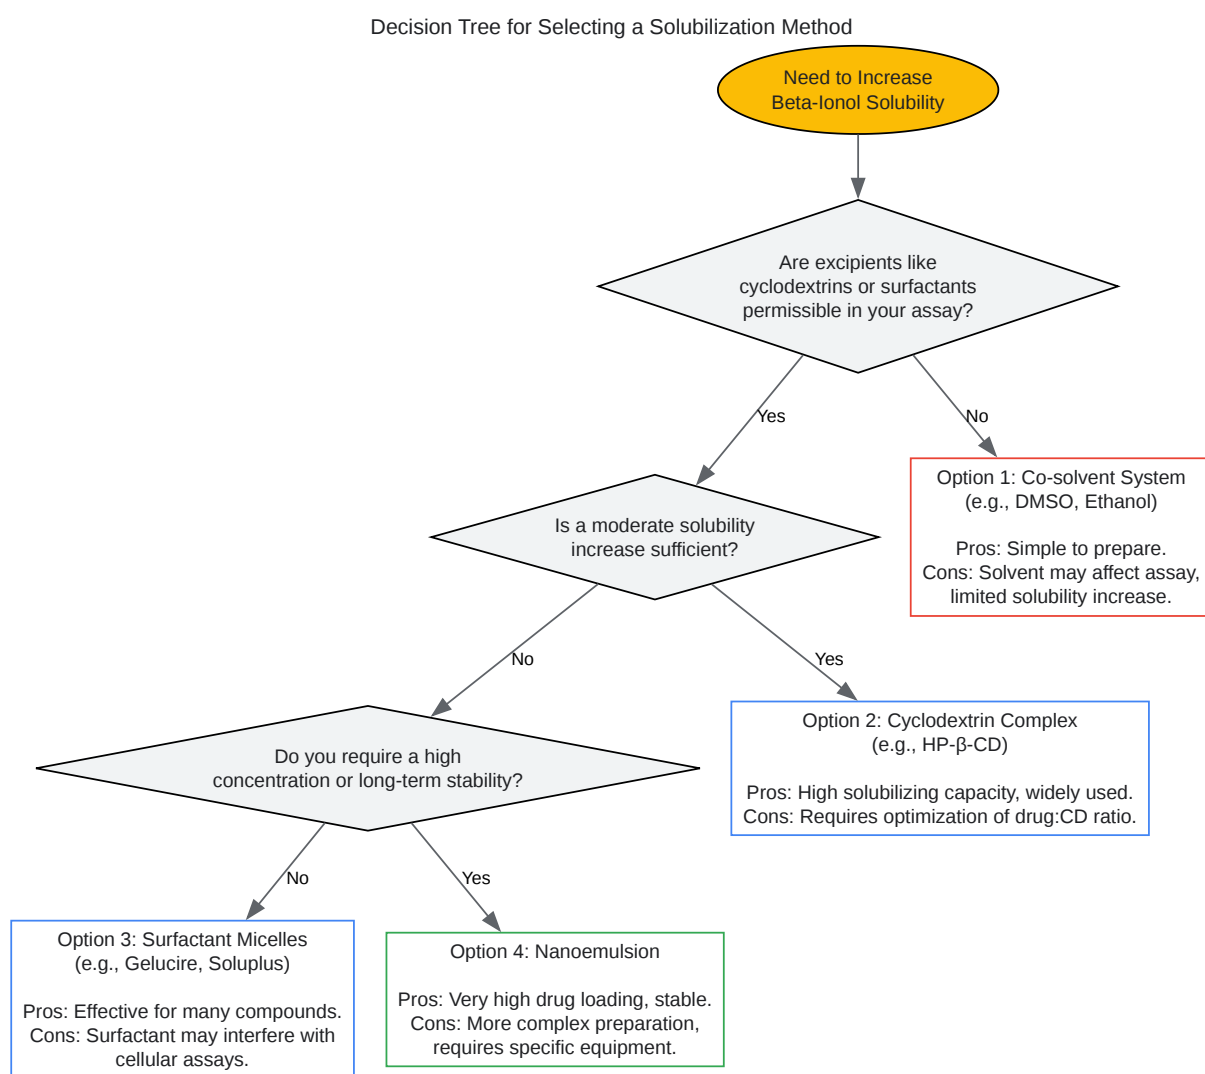 Decision Tree for Selecting a Solubilization Method
Need to Increase
Beta-Ionol Solubility
Are excipients like
cyclodextrins or surfactants
permissible in your assay?
Yes
No
Option 1: Co-solvent System
(e.g., DMSO, Ethanol)
Pros: Simple to prepare.
Cons: Solvent may affect assay,
limited solubility increase.
Is a moderate solubility
increase sufficient?
No
Yes
Option 2: Cyclodextrin Complex
(e.g., HP-β-CD)
Pros: High solubilizing capacity, widely used.
Cons: Requires optimization of drug:CD ratio.
Do you require a high
concentration or long-term stability?
No
Yes
Option 3: Surfactant Micelles
(e.g., Gelucire, Soluplus)
Pros: Effective for many compounds.
Cons: Surfactant may interfere with
cellular assays.
Option 4: Nanoemulsion
Pros: Very high drug loading, stable.
Cons: More complex preparation,
requires specific equipment.